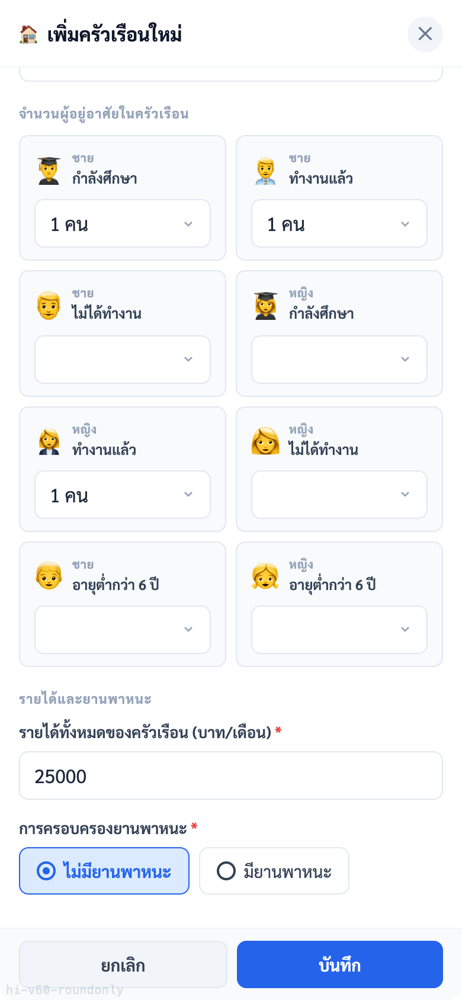 เพิ่มครัวเรือนใหม่
จำนวนผู้อยู่อาศัยในครัวเรือน
ชาย
กำลังศึกษา
1 คน
ชาย
ทำงานแล้ว
1 คน
ชาย
ไม่ได้ทำงาน
หญิง
กำลังศึกษา
หญิง
ทำงานแล้ว
1 คน
หญิง
ไม่ได้ทำงาน
ชาย
อายุต่ำกว่า 6 ปี
หญิง
อายุต่ำกว่า 6 ปี
รายได้และยานพาหนะ
รายได้ทั้งหมดของครัวเรือน (บาท/เดือน) *
25000
การครอบครองยานพาหนะ *
ไม่มียานพาหนะ
มียานพาหนะ
ยกเลิก
บันทึก
hi-v60-roundonly